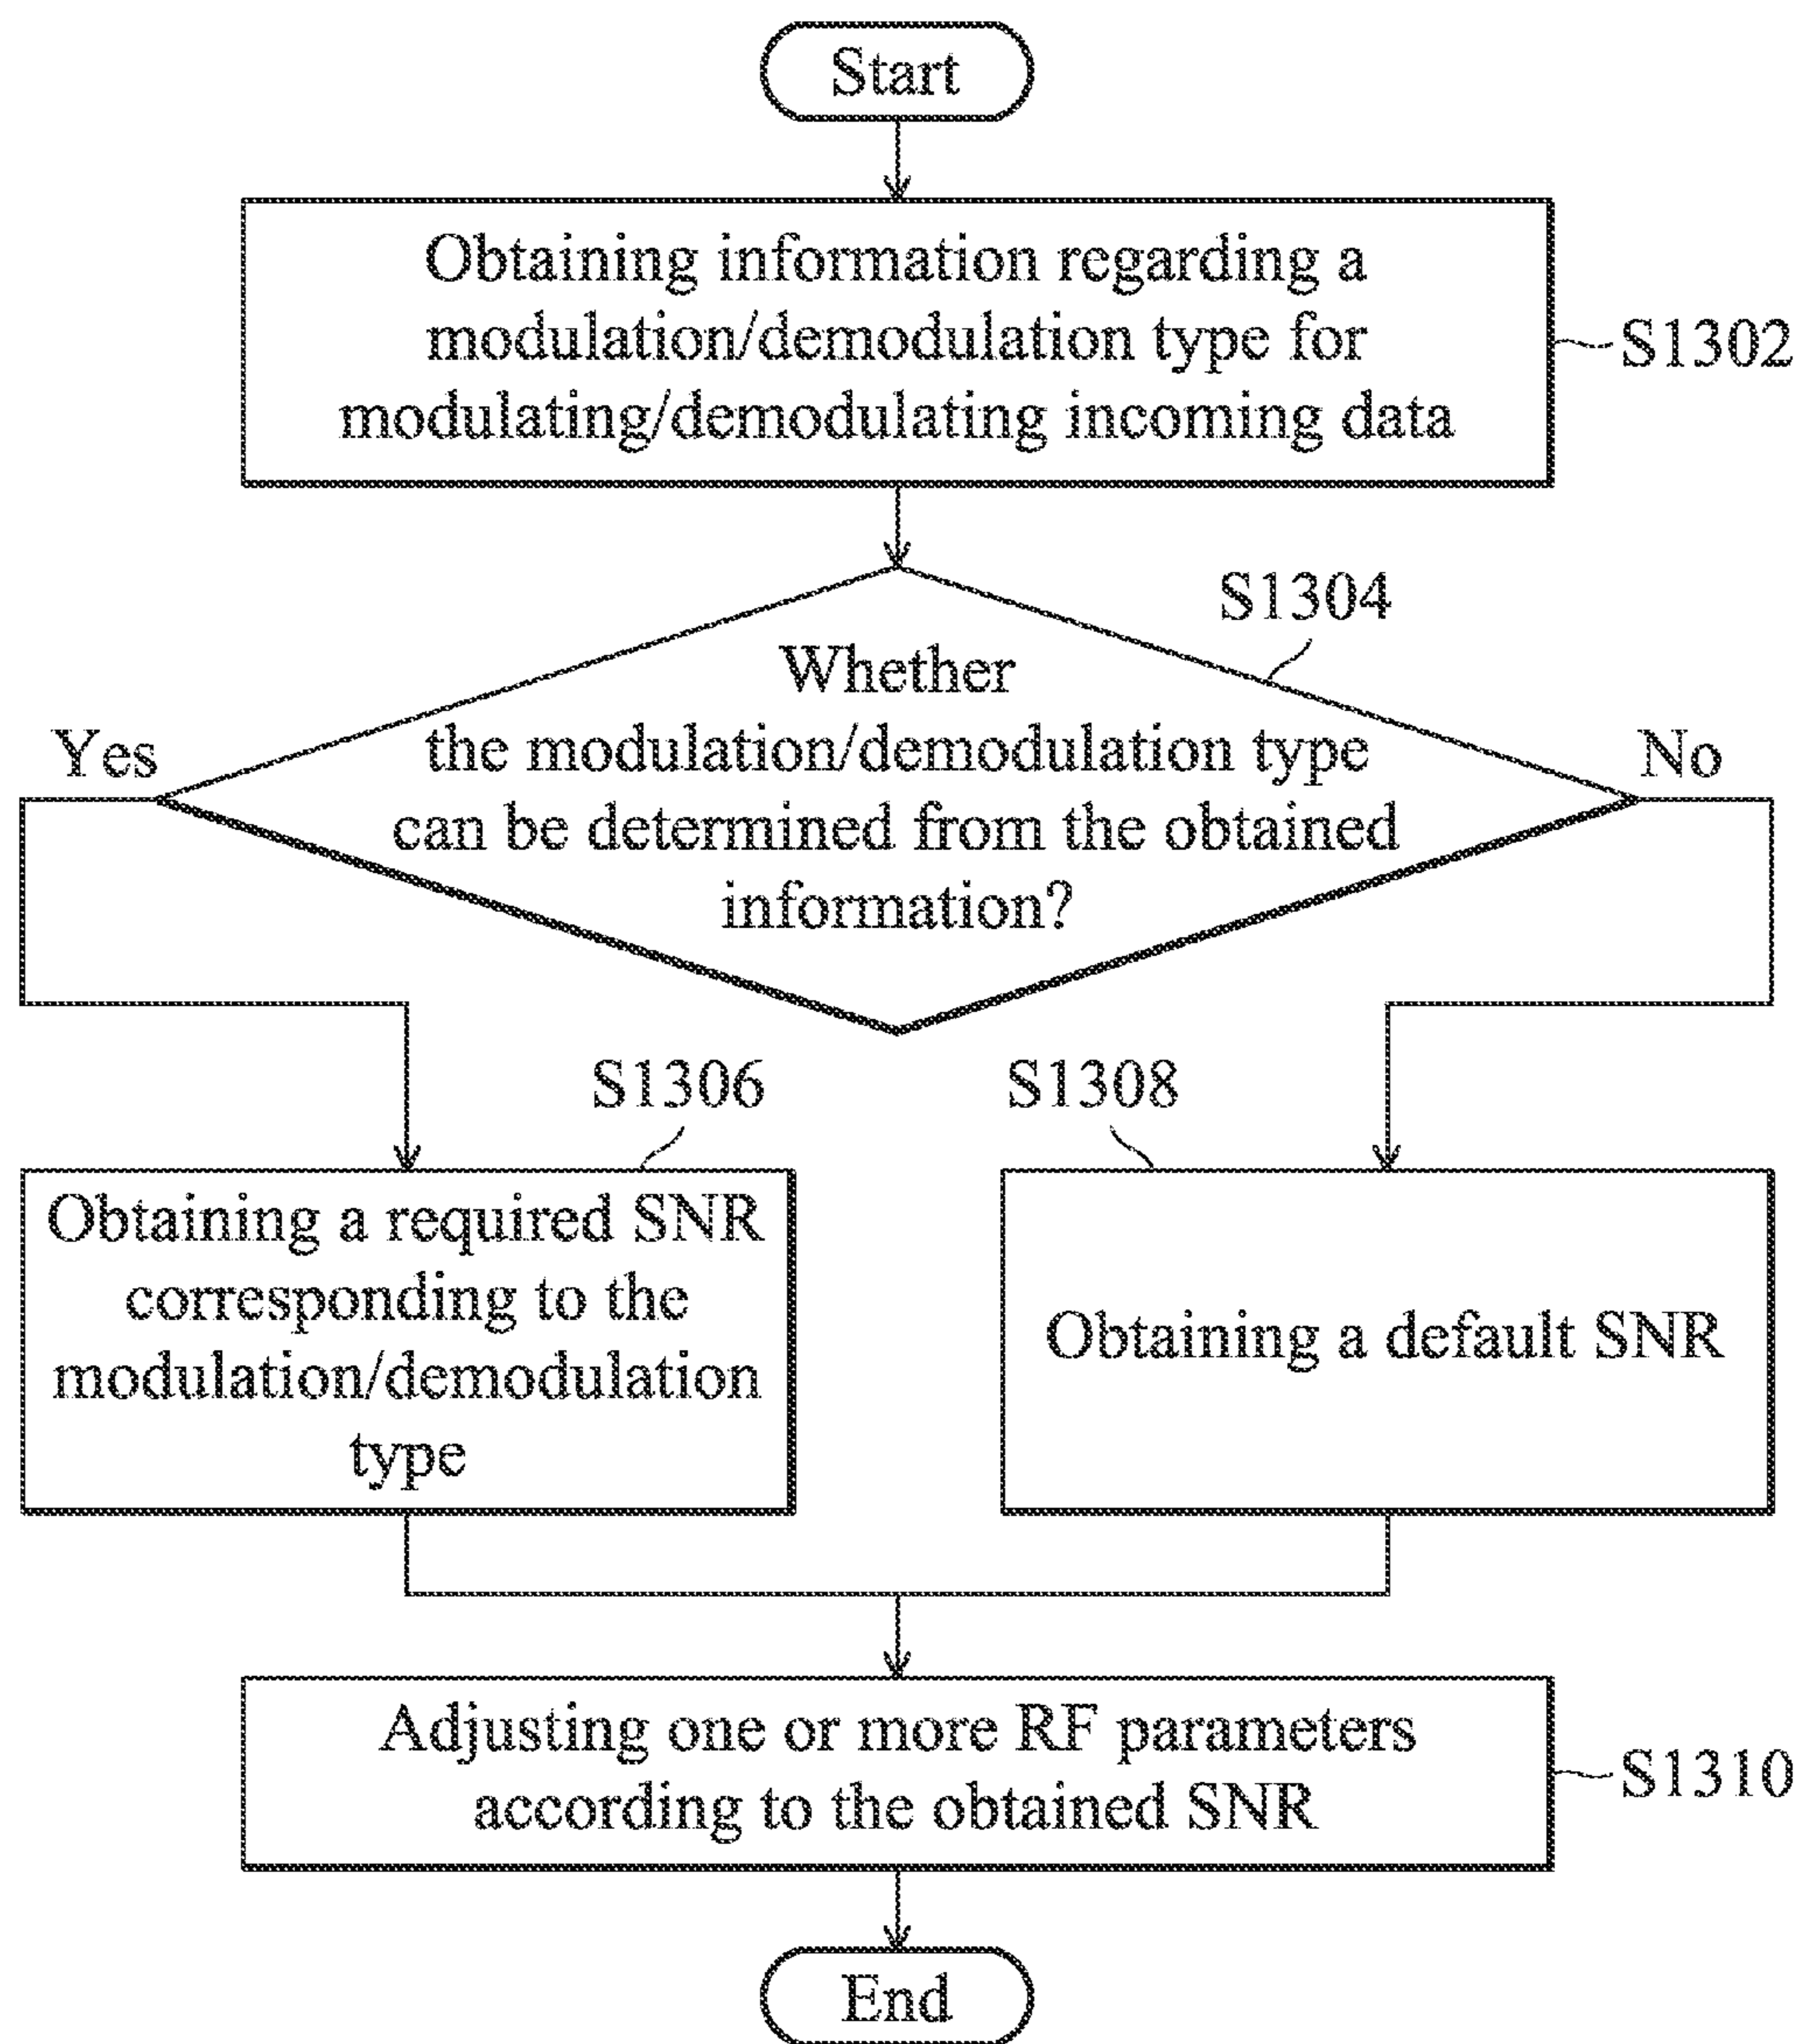 Start
Obtaining information regarding a
modulation/demodulation type for
modulating/demodulating incoming data
S1302
S1304
Whether
the modulation/demodulation type
can be determined from the obtained
information?
Yes
No
S1306
S1308
Obtaining a required SNR
corresponding to the
modulation/demodulation
type
Obtaining a default SNR
Adjusting one or more RF parameters
according to the obtained SNR
S1310
End